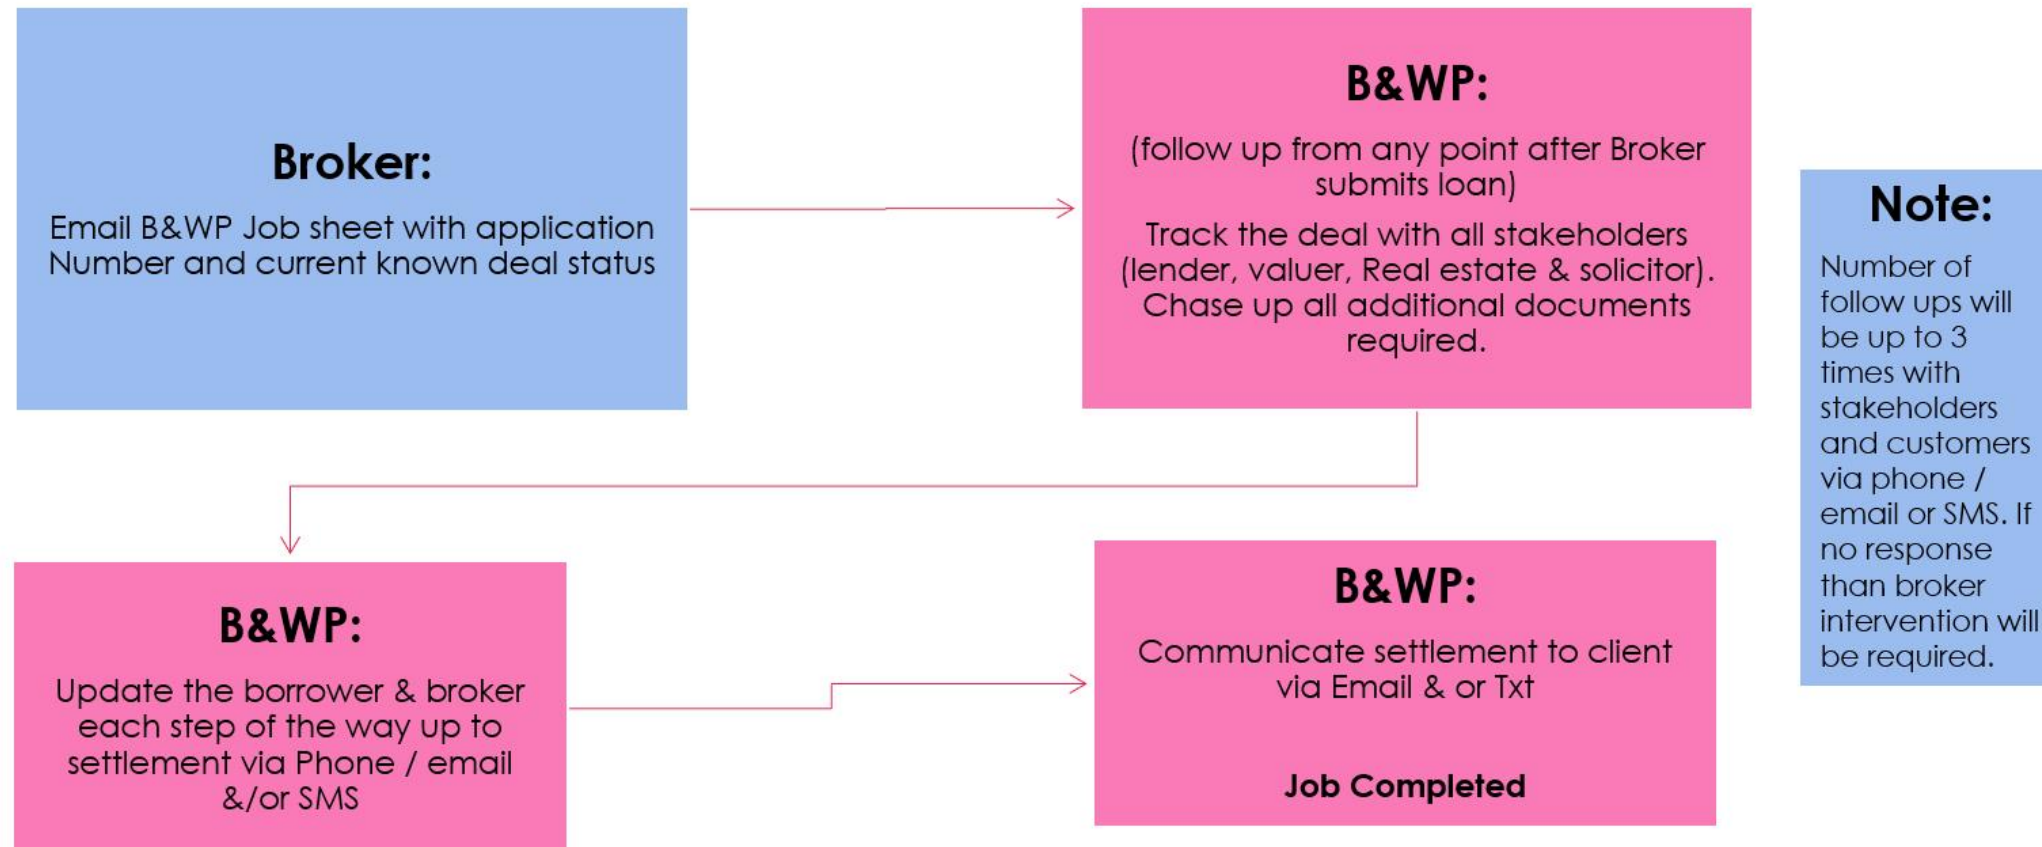 Broker:
Email B&WP Job sheet with application
Number and current known deal status
B&WP:
(follow up from any point after Broker
submits loan)
Track the deal with all stakeholders
(lender, valuer, Real estate & solicitor).
Chase up all additional documents
required.
B&WP:
Update the borrower & broker
each step of the way up to
settlement via Phone / email
&/or SMS
B&WP:
Communicate settlement to client
via Email & or Txt
Job Completed
Note:
Number of
follow ups will
be up to 3
times with
stakeholders
and customers
via phone /
email or SMS. If
no response
than broker
intervention will
be required.